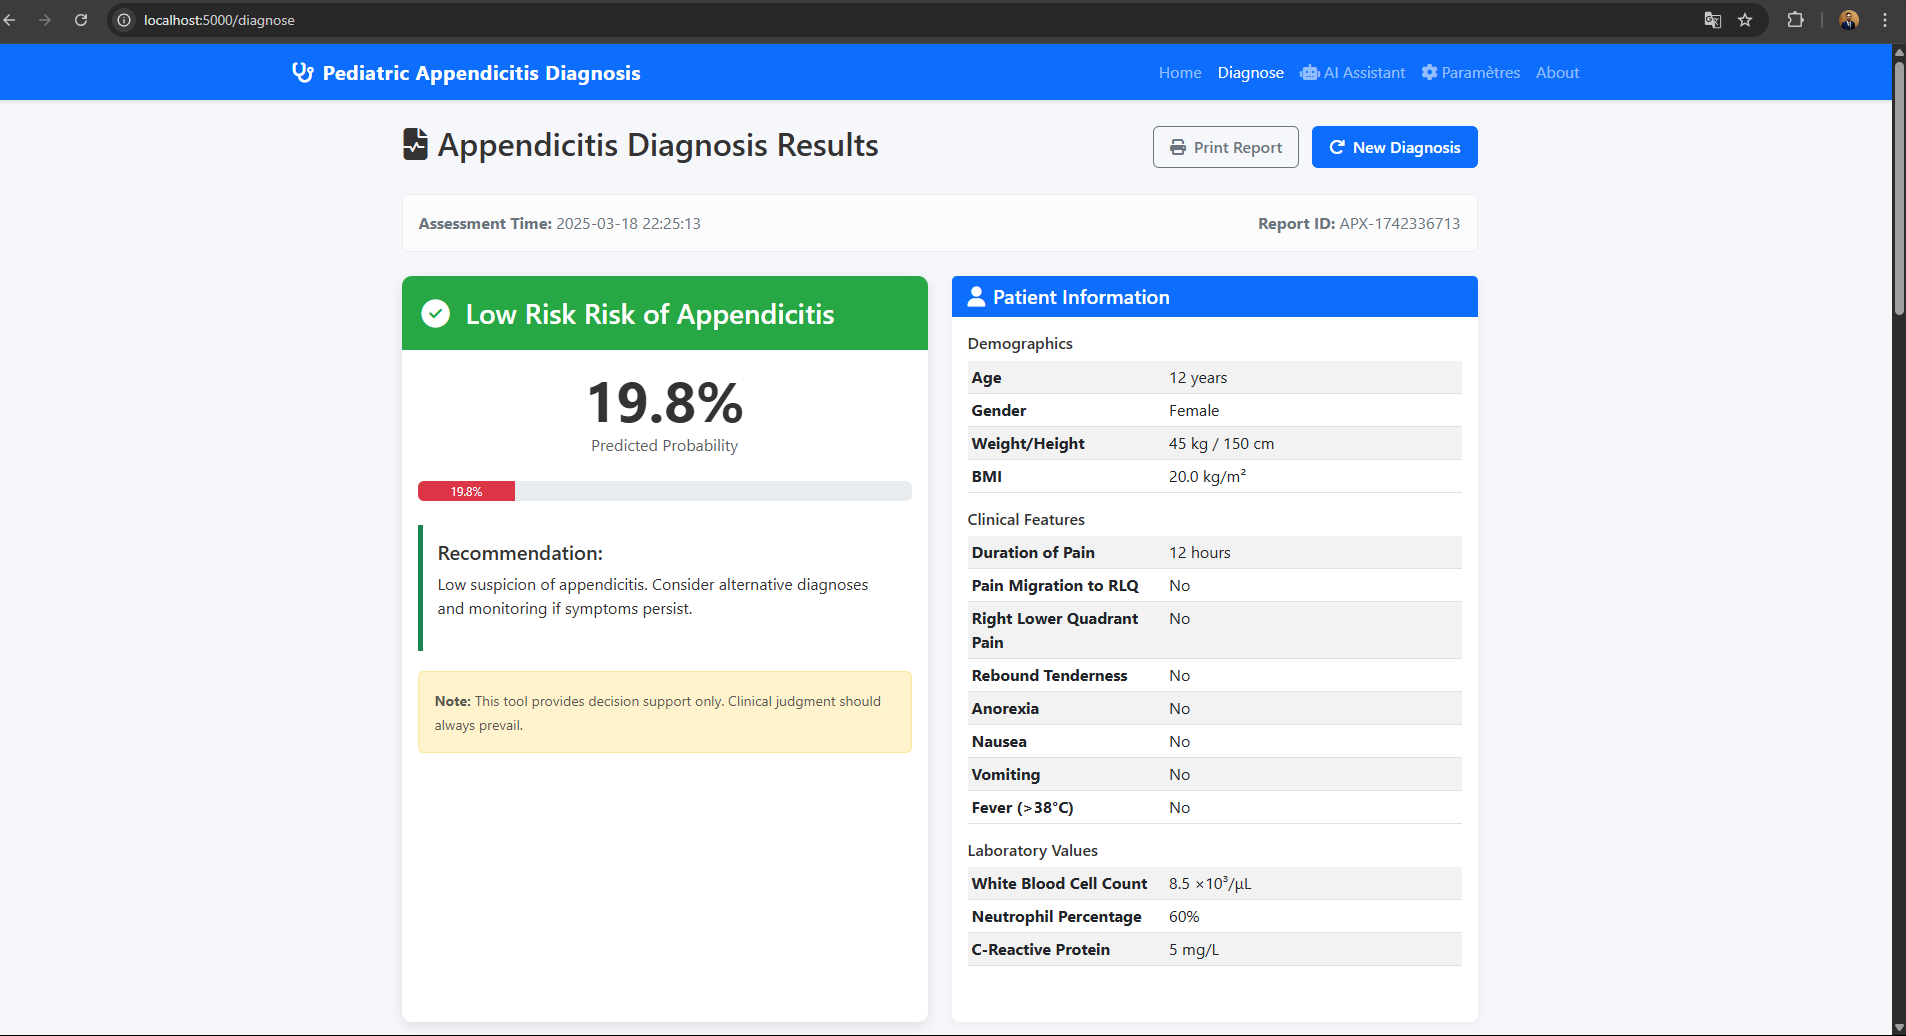 localhost:5000/diagnose
Pediatric Appendicitis Diagnosis
Home Diagnose AI Assistant Paramètres About
Appendicitis Diagnosis Results
Print Report New Diagnosis
Assessment Time: 2025-03-18 22:25:13
Report ID: APX-1742336713
Low Risk Risk of Appendicitis
19.8%
Predicted Probability
19.8%
Recommendation:
Low suspicion of appendicitis. Consider alternative diagnoses
and monitoring if symptoms persist.
Note: This tool provides decision support only. Clinical judgment should
always prevail.
Patient Information
Demographics
Age 12 years
Gender Female
Weight/Height 45 kg / 150 cm
BMI 20.0 kg/m²
Clinical Features
Duration of Pain 12 hours
Pain Migration to RLQ No
Right Lower Quadrant No
Pain
Rebound Tenderness No
Anorexia No
Nausea No
Vomiting No
Fever (>38°C) No
Laboratory Values
White Blood Cell Count 8.5 ×10³/µL
Neutrophil Percentage 60%
C-Reactive Protein 5 mg/L